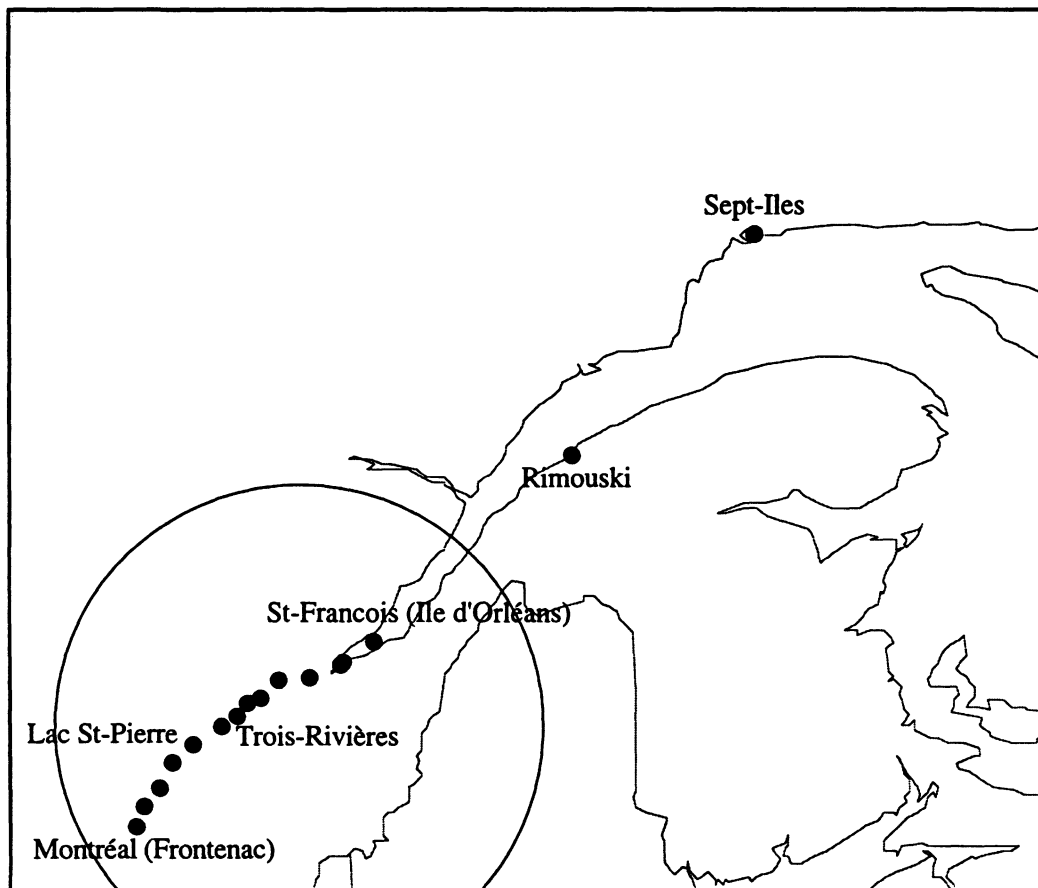 Sept-Iles
Rimouski
St-Francois (Ile d'Orléans)
Lac St-Pierre
Trois-Rivières
Montréal (Frontenac)